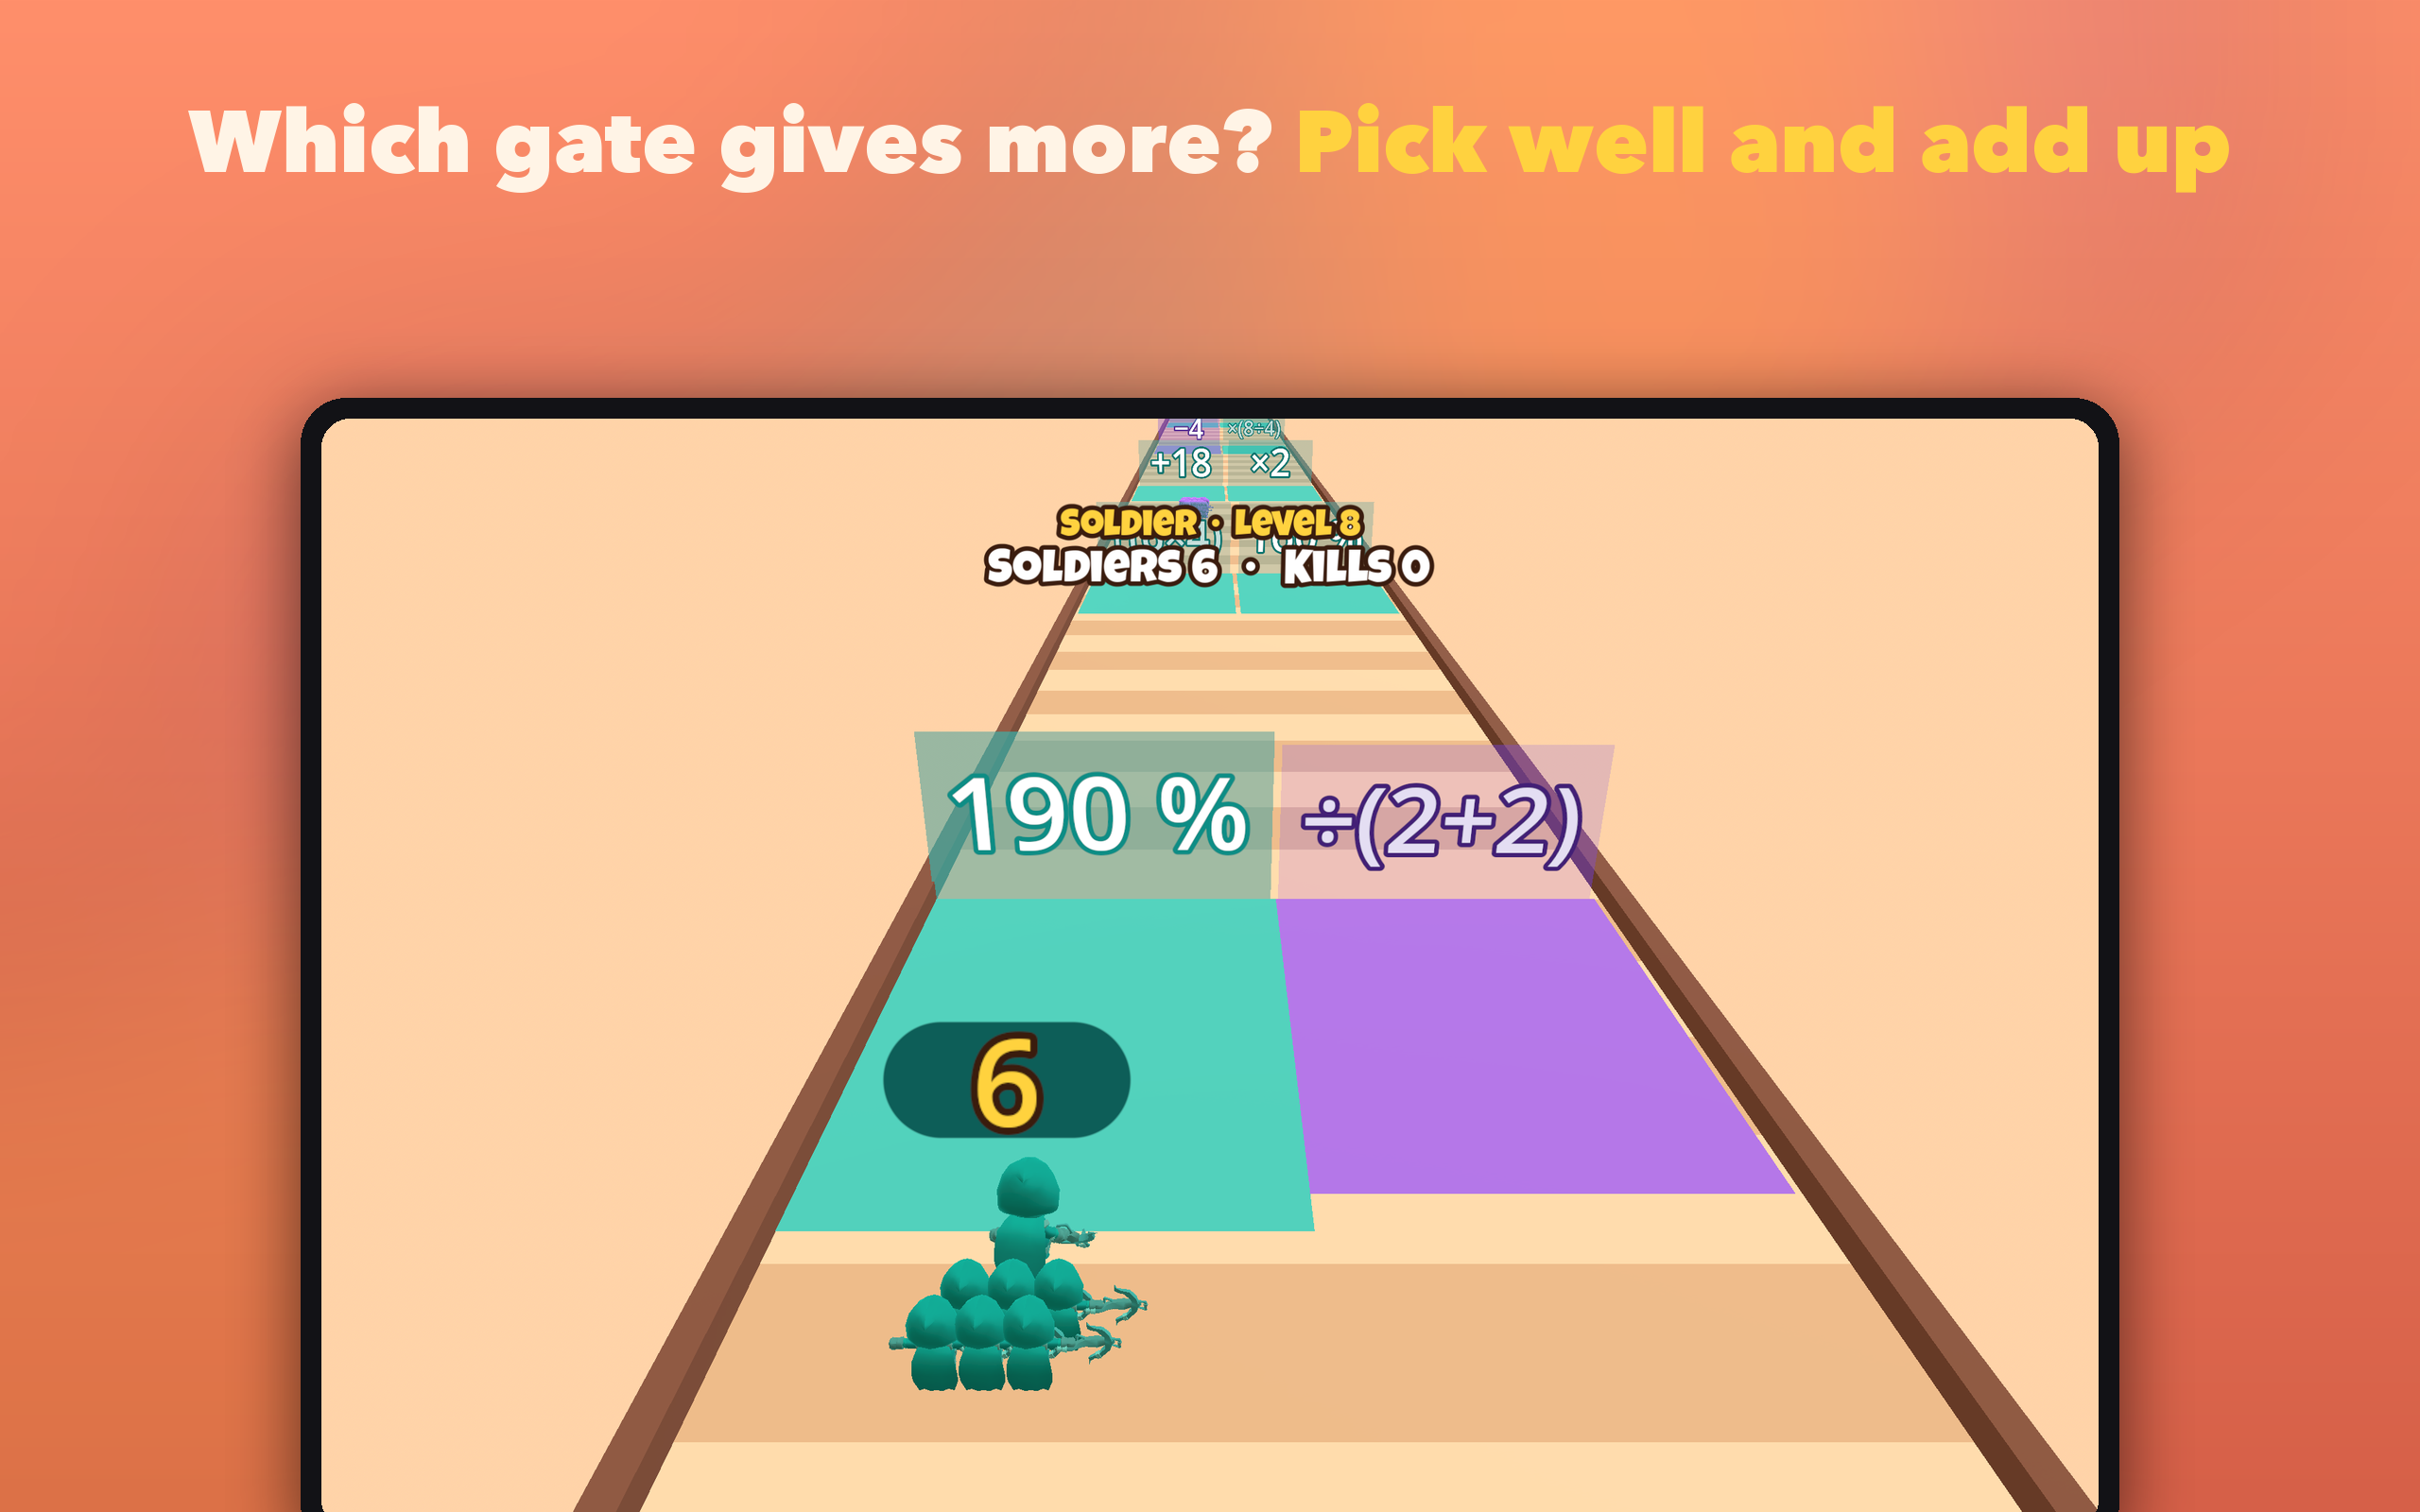 Which gate gives more? Pick well and add up
−4 ×(8÷4)
+18 ×2
SOLDIER • LEVEL 8
SOLDIERS 6 • KILLS 0
190 % ÷(2+2)
6